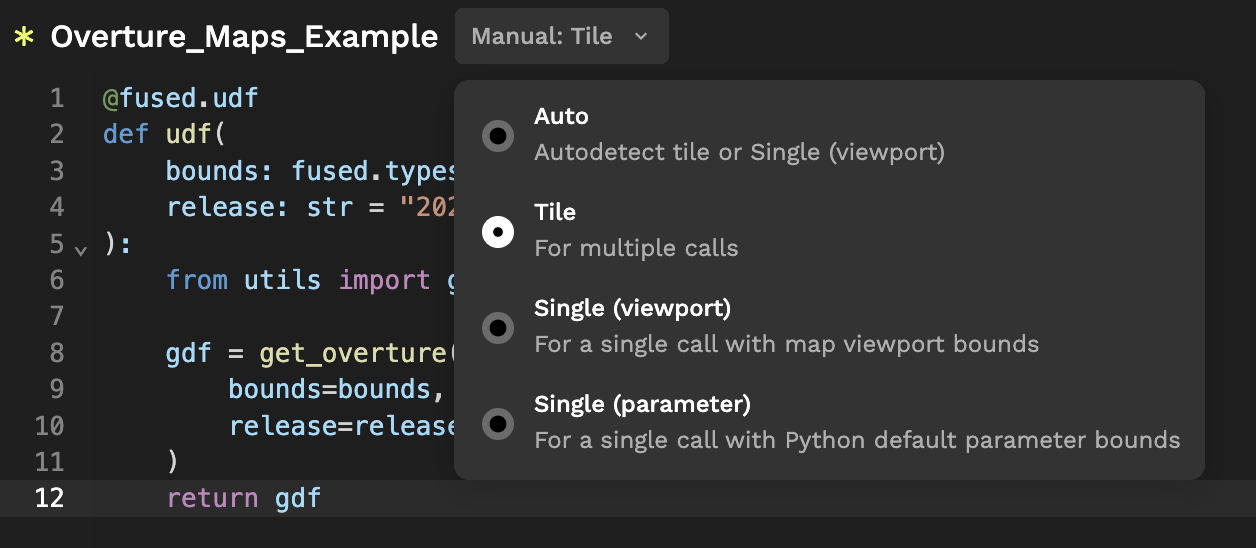 * Overture_Maps_Example Manual: Tile
1 @fused.udf
2 def udf(
3 bounds: fused.types
4 release: str = "202
5 ):
6 from utils import g
7
8 gdf = get_overture(
9 bounds=bounds,
10 release=release
11 )
12 return gdf
Auto
Autodetect tile or Single (viewport)
Tile
For multiple calls
Single (viewport)
For a single call with map viewport bounds
Single (parameter)
For a single call with Python default parameter bounds